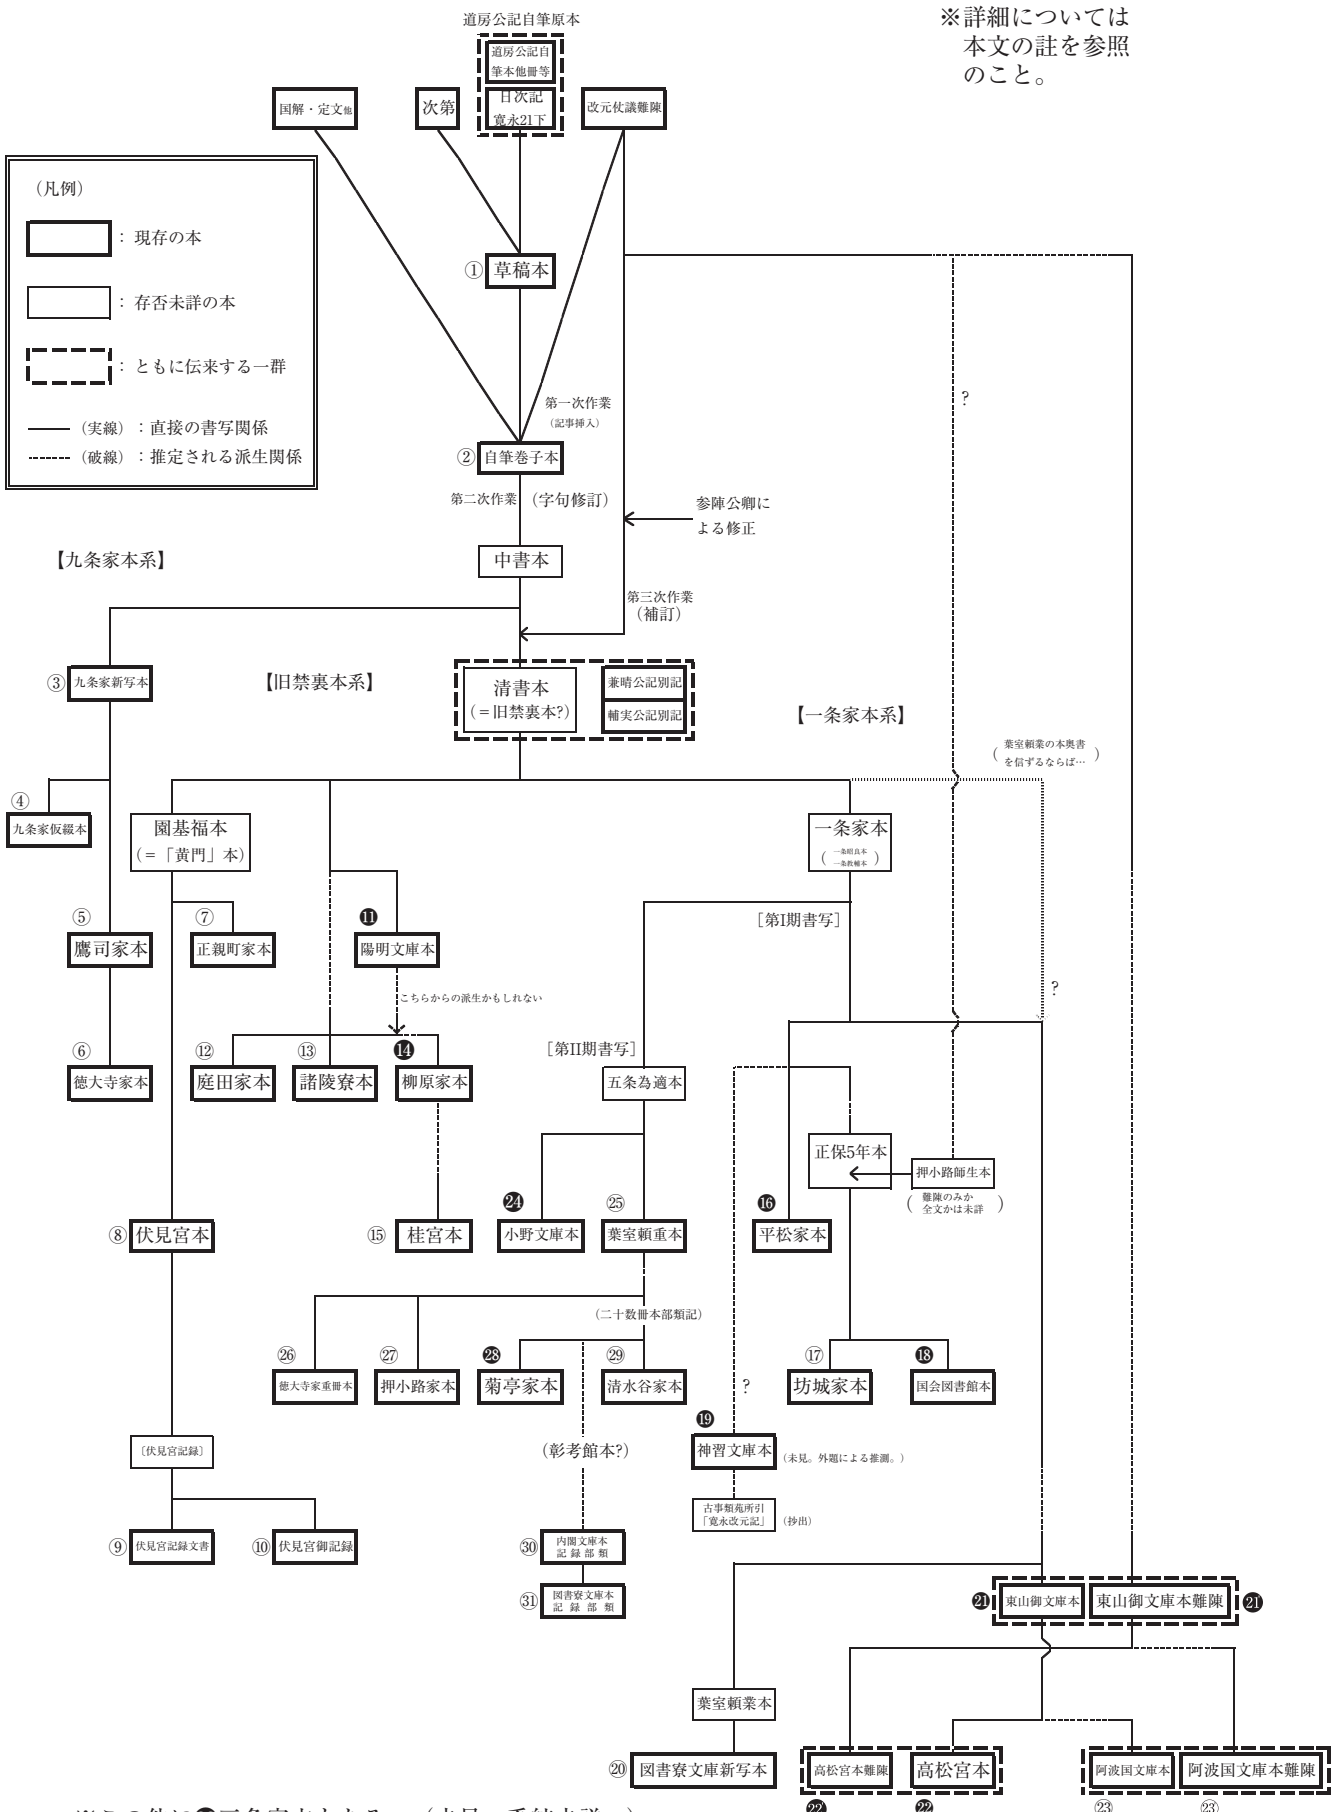 道房公記自筆原本
※詳細については
本文の註を参照
のこと。
道房公記自
筆本他冊等
国解・定文他
次第
日次記
寛永21下
改元仗議難陳
（凡例）
：現存の本
：存否未詳の本
：ともに伝来する一群
（実線）：直接の書写関係
（破線）：推定される派生関係
①草稿本
?
第一次作業
（記事挿入）
②自筆巻子本
第二次作業（字句修訂）
参陣公卿に
よる修正
【九条家本系】
中書本
第三次作業
（補訂）
③九条家新写本
【旧禁裏本系】
清書本
（＝旧禁裏本?）
兼晴公記別記
輔実公記別記
【一条家本系】
（葉室頼業の本奥書
を信ずるならば…）
④
九条家仮綴本
園基福本
（＝「黄門」本）
一条家本
（一条昭良本
一条教輔本）
⑤
鷹司家本
⑦
正親町家本
⓫
陽明文庫本
［第Ⅰ期書写］
こちらからの派生かもしれない
?
⑥
徳大寺家本
⑫
庭田家本
⑬
諸陵寮本
⓮
柳原家本
［第Ⅱ期書写］
五条為適本
正保5年本
押小路師生本
（難陳のみか
全文かは未詳）
⑧伏見宮本
⑮桂宮本
㉔
小野文庫本
㉕
葉室頼重本
⓰
平松家本
（二十数冊本部類記）
㉖
徳大寺家重冊本
㉗
押小路家本
㉘
菊亭家本
㉙
清水谷家本
?
⑰
坊城家本
⓲
国会図書館本
〔伏見宮記録〕
（彰考館本?）
⓳
神習文庫本（未見。外題による推測。）
古事類苑所引
「寛永改元記」（抄出）
⑨伏見宮記録文書
⑩伏見宮御記録
㉚内閣文庫本
記録部類
㉛図書寮文庫本
記録部類
㉑東山御文庫本
東山御文庫本難陳㉑
葉室頼業本
⑳図書寮文庫新写本
高松宮本難陳
高松宮本
阿波国文庫本
阿波国文庫本難陳
㉒
㉒
㉓
㉓